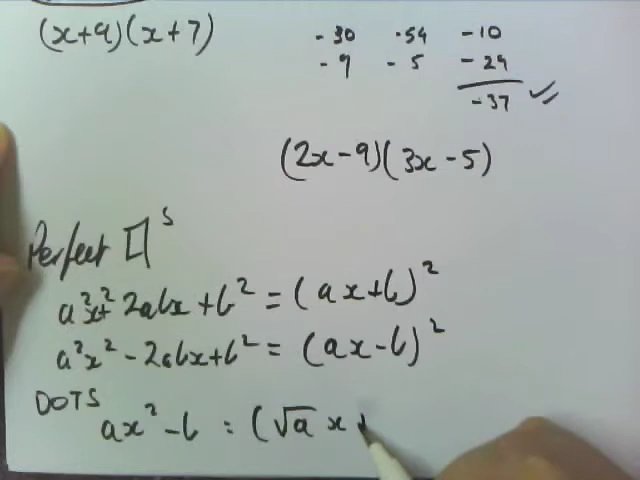 (x+9)(x+7)
-30 -54 -10
-9 -5 -29
-37 ✓
(2x-9)(3x-5)
Perfect □s
a²x²+2abx+b²=(ax+b)²
a²x²-2abx+b²=(ax-b)²
DOTS
ax²-b=(√a x